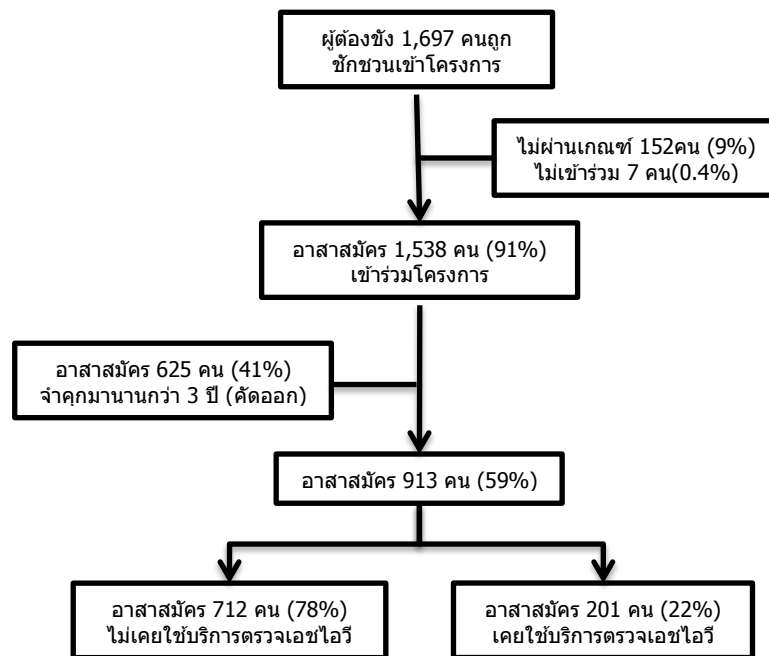 ผู้ต้องขัง 1,697 คนถูก
ชักชวนเข้าโครงการ
ไม่ผ่านเกณฑ์ 152คน (9%)
ไม่เข้าร่วม 7 คน(0.4%)
อาสาสมัคร 1,538 คน (91%)
เข้าร่วมโครงการ
อาสาสมัคร 625 คน (41%)
จำคุกมานานกว่า 3 ปี (คัดออก)
อาสาสมัคร 913 คน (59%)
อาสาสมัคร 712 คน (78%)
ไม่เคยใช้บริการตรวจเอชไอวี
อาสาสมัคร 201 คน (22%)
เคยใช้บริการตรวจเอชไอวี